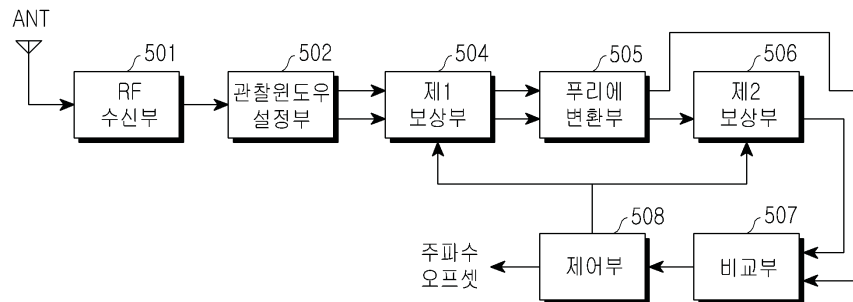 ANT
501
RF
수신부
502
관찰윈도우
설정부
504
제1
보상부
505
푸리에
변환부
506
제2
보상부
508
제어부
507
비교부
주파수
오프셋